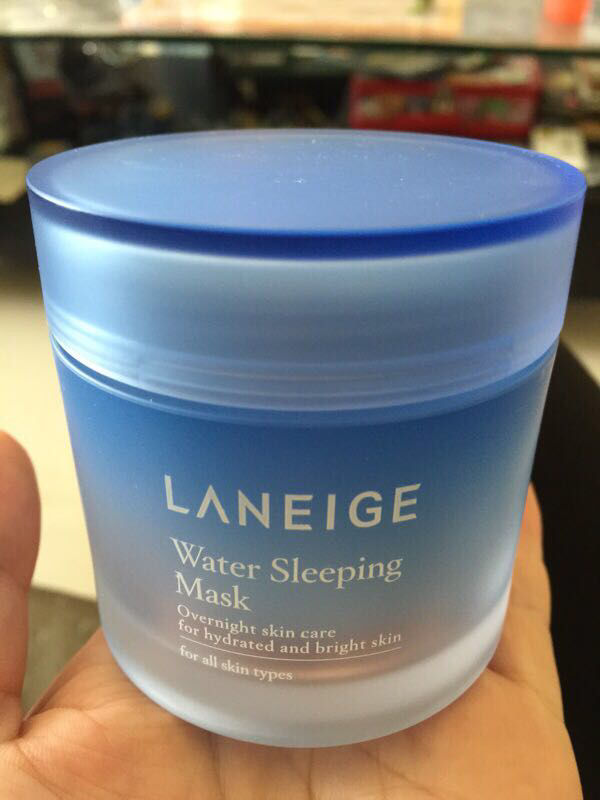 LANEIGE
Water Sleeping
Mask
Overnight skin care
for hydrated and bright skin
for all skin types